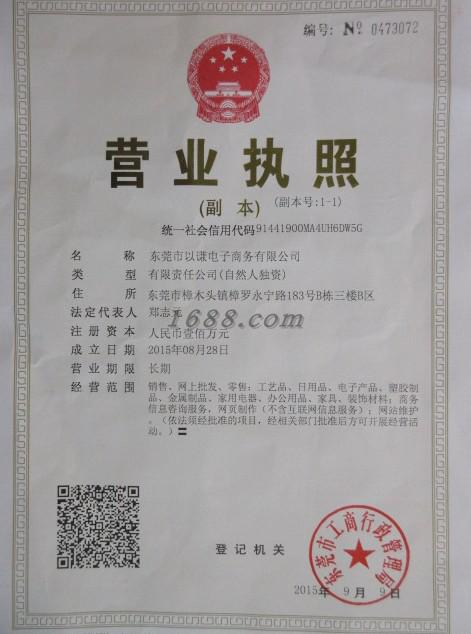 编号: № 0473072
营业执照
(副 本) (副本号:1-1)
统一社会信用代码91441900MA4UH6DW5G
名 称 东莞市以谦电子商务有限公司
类 型 有限责任公司(自然人独资)
住 所 东莞市樟木头镇樟罗永宁路183号B栋三楼B区
法定代表人 郑志元
注册资本 人民币壹佰万元
成立日期 2015年08月28日
营业期限 长期
经营范围 销售、网上批发、零售:工艺品、日用品、电子产品、塑胶制
品、金属制品、家用电器、办公用品、家具、装饰材料;商务
信息咨询服务,网页制作(不含互联网信息服务);网站维护
。(依法须经批准的项目,经相关部门批准后方可开展经营活
动。)
1688.com
登记机关
东莞市工商行政管理局
2015年 9月 9日